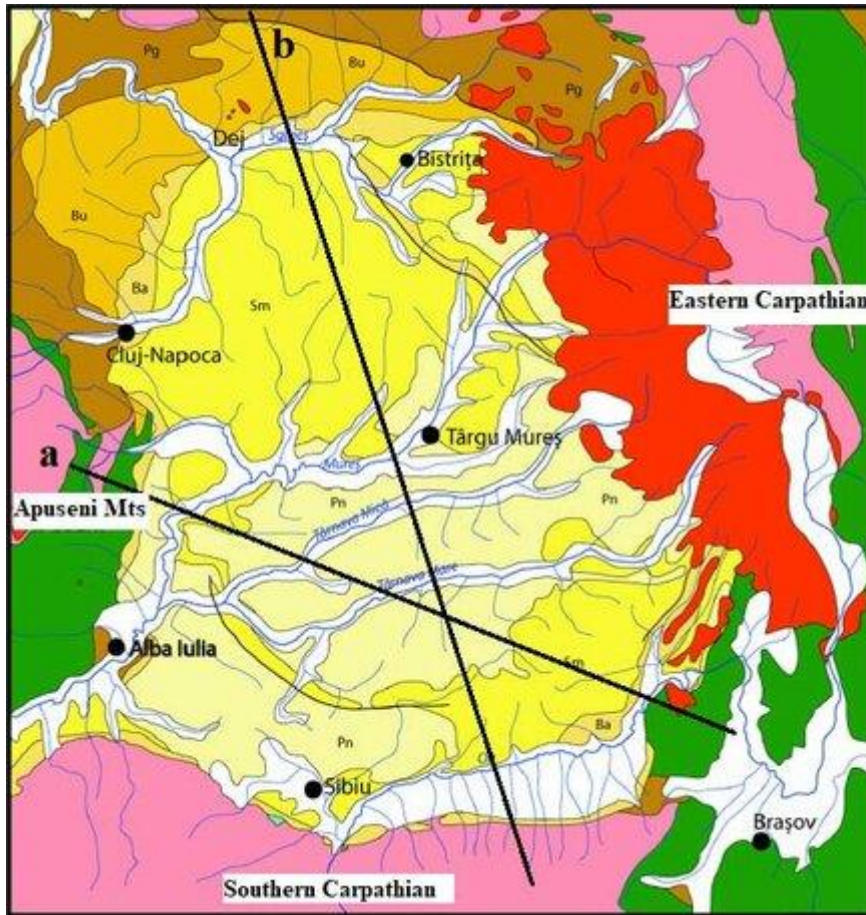 b
Pg
Bu
Pg
Dej
Someș
Bistrița
Bu
Ba
Sm
Eastern Carpathian
Cluj-Napoca
Târgu Mureș
a
Mureș
Pn
Pn
Apuseni Mts
Târnava Mică
Târnava Mare
Alba Iulia
Sm
Ba
Pn
Sibiu
Brașov
Southern Carpathian